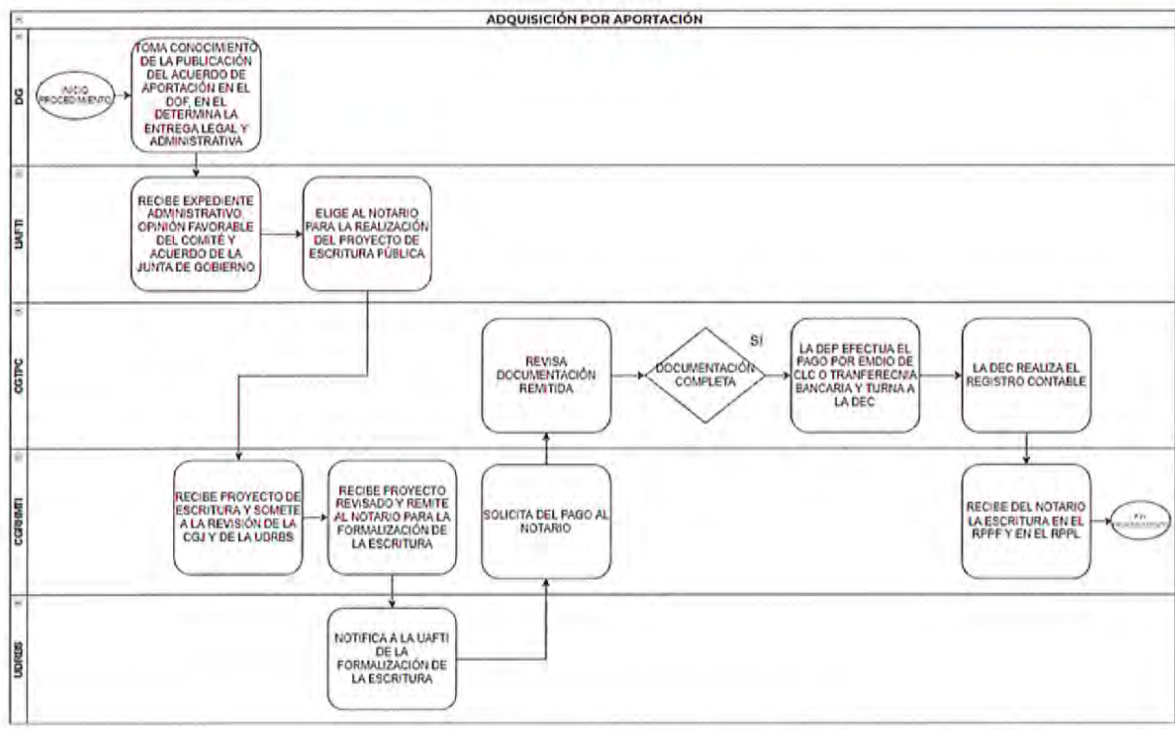 ADQUISICIÓN POR APORTACIÓN
DG
INICIO
PROCEDIMIENTO
TOMA CONOCIMIENTO
DE LA PUBLICACIÓN
DEL ACUERDO DE
APORTACIÓN EN EL
DOF, EN EL
DETERMINA LA
ENTREGA LEGAL Y
ADMINISTRATIVA
UAFTI
RECIBE EXPEDIENTE
ADMINISTRATIVO,
OPINIÓN FAVORABLE
DEL COMITÉ Y
ACUERDO DE LA
JUNTA DE GOBIERNO
ELIGE AL NOTARIO
PARA LA REALIZACIÓN
DEL PROYECTO DE
ESCRITURA PÚBLICA
REVISA
DOCUMENTACIÓN
REMITIDA
DOCUMENTACIÓN
COMPLETA
SÍ
LA DEP EFECTUA EL
PAGO POR EMDIO DE
CLC O TRANFERECNIA
BANCARIA Y TURNA A
LA DEC
LA DEC REALIZA EL
REGISTRO CONTABLE
RECIBE PROYECTO DE
ESCRITURA Y SOMETE
A LA REVISIÓN DE LA
CGJ Y DE LA UDRBS
RECIBE PROYECTO
REVISADO Y REMITE
AL NOTARIO PARA LA
FORMALIZACIÓN DE
LA ESCRITURA
SOLICITA DEL PAGO AL
NOTARIO
RECIBE DEL NOTARIO
LA ESCRITURA EN EL
RPPF Y EN EL RPPL
FIN
UDRBS
NOTIFICA A LA UAFTI
DE LA
FORMALIZACIÓN DE
LA ESCRITURA